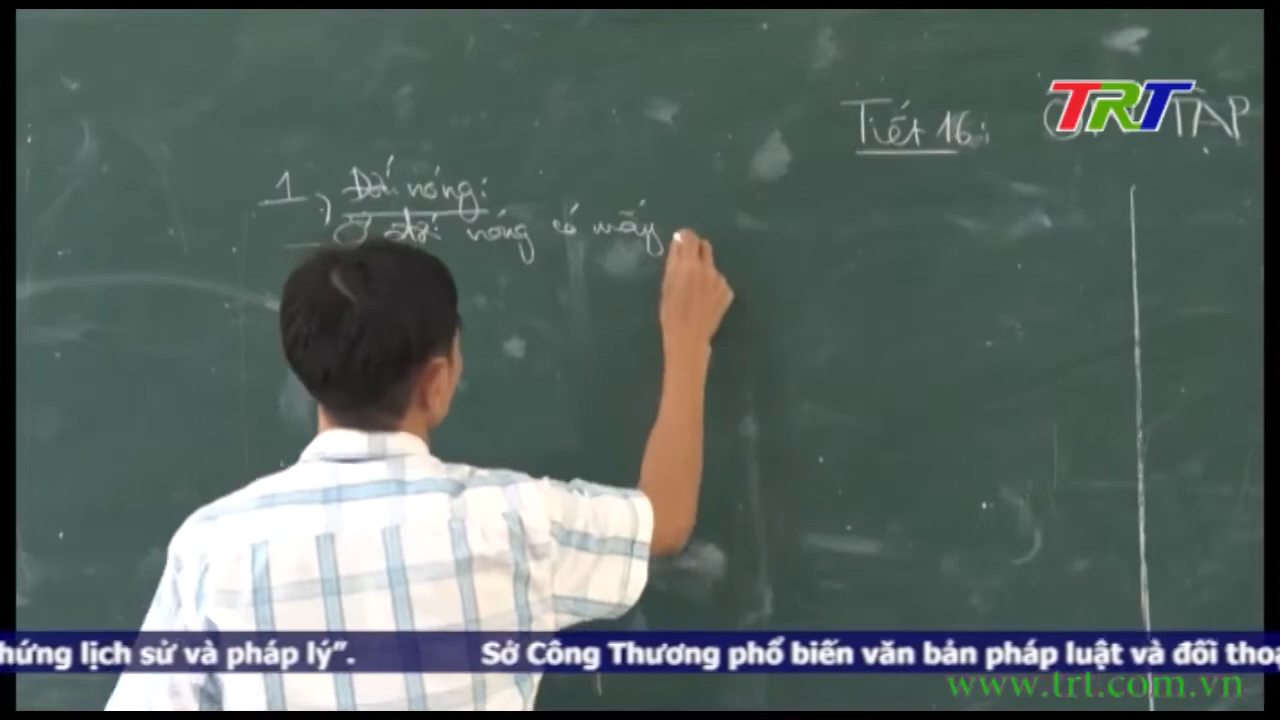 TRT
Tiết 16: TẬP
1, Đới nóng:
Ở đới nóng có mấy
hứng lịch sử và pháp lý”. Sở Công Thương phổ biến văn bản pháp luật và đối thoạ
www.trt.com.vn